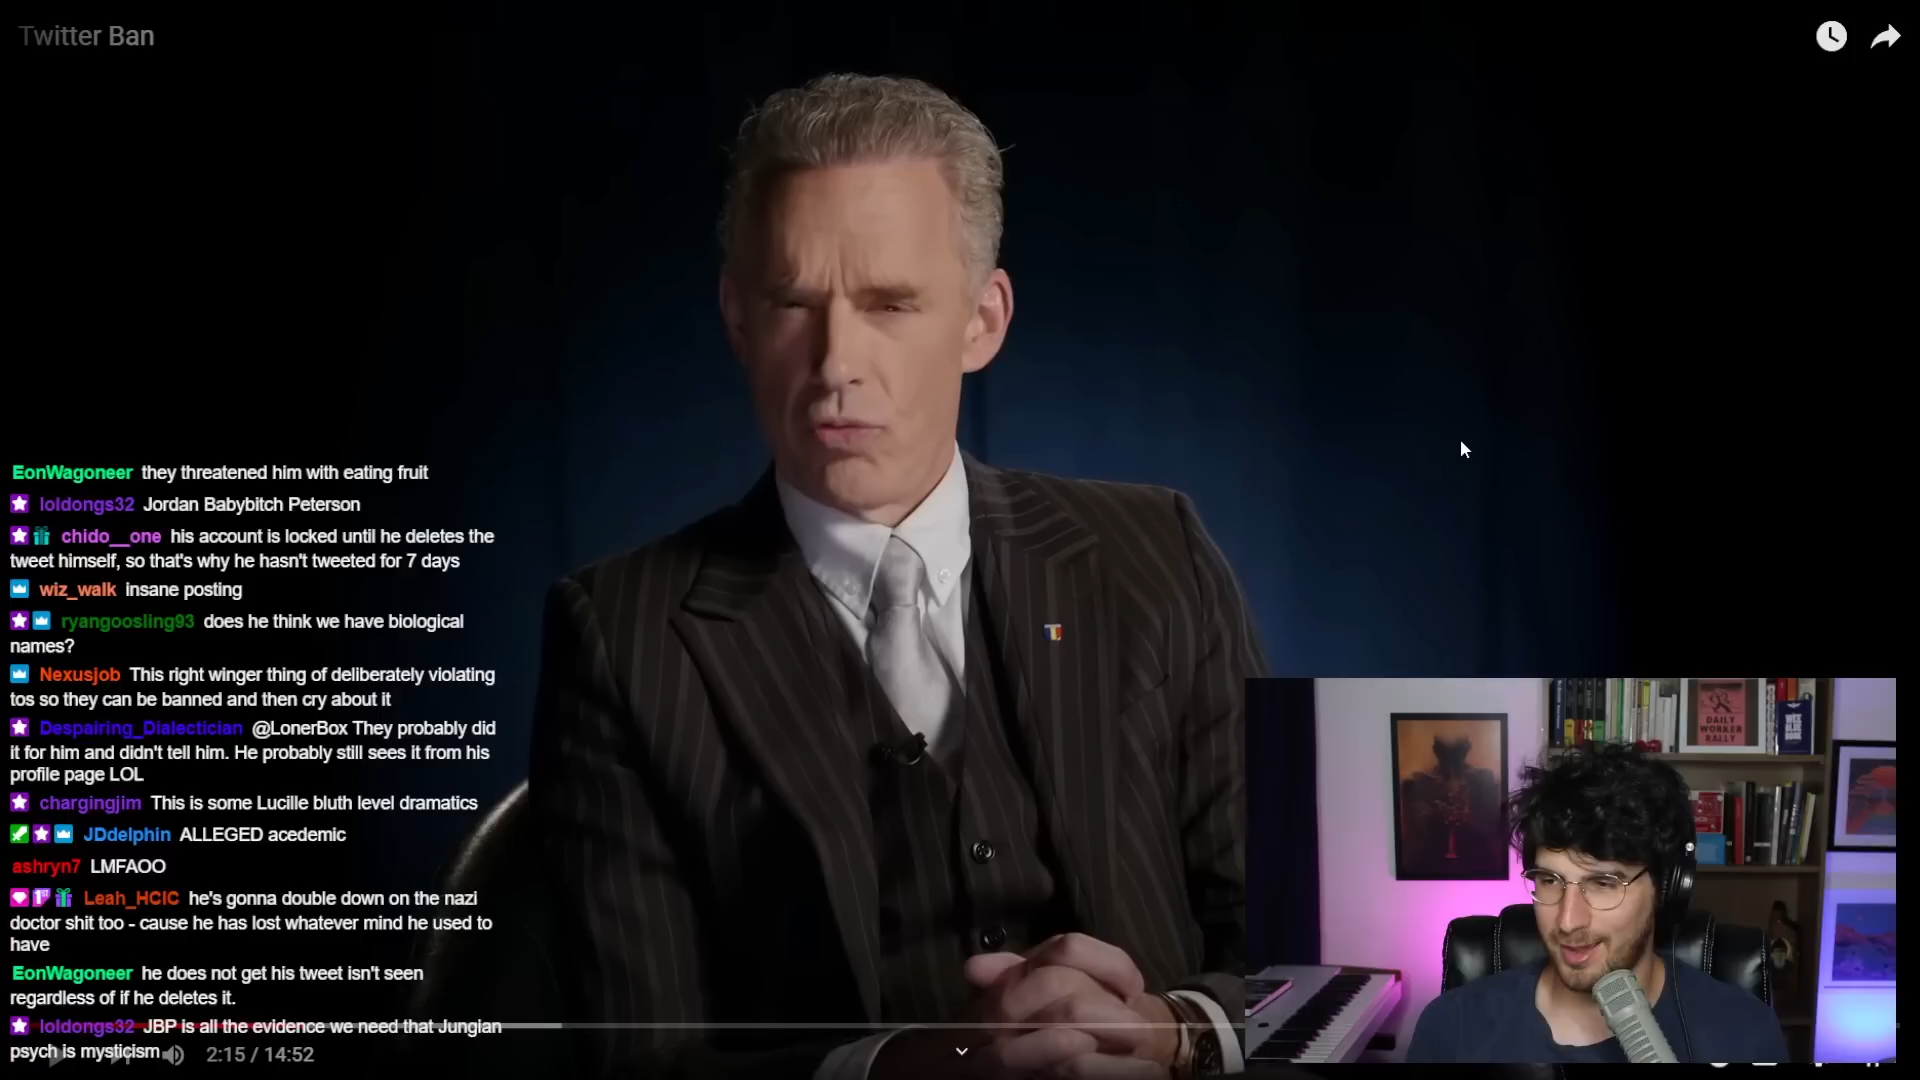 Twitter Ban
EonWagoneer they threatened him with eating fruit
loldongs32 Jordan Babybitch Peterson
chido__one his account is locked until he deletes the
tweet himself, so that's why he hasn't tweeted for 7 days
wiz_walk insane posting
ryangoosling93 does he think we have biological
names?
Nexusjob This right winger thing of deliberately violating
tos so they can be banned and then cry about it
Despairing_Dialectician @LonerBox They probably did
it for him and didn't tell him. He probably still sees it from his
profile page LOL
chargingjim This is some Lucille bluth level dramatics
JDdelphin ALLEGED acedemic
ashryn7 LMFAOO
Leah_HCIC he's gonna double down on the nazi
doctor shit too - cause he has lost whatever mind he used to
have
EonWagoneer he does not get his tweet isn't seen
regardless of if he deletes it.
loldongs32 JBP is all the evidence we need that Jungian
psych is mysticism
2:15 / 14:52
DAILY
WORKER
RALLY